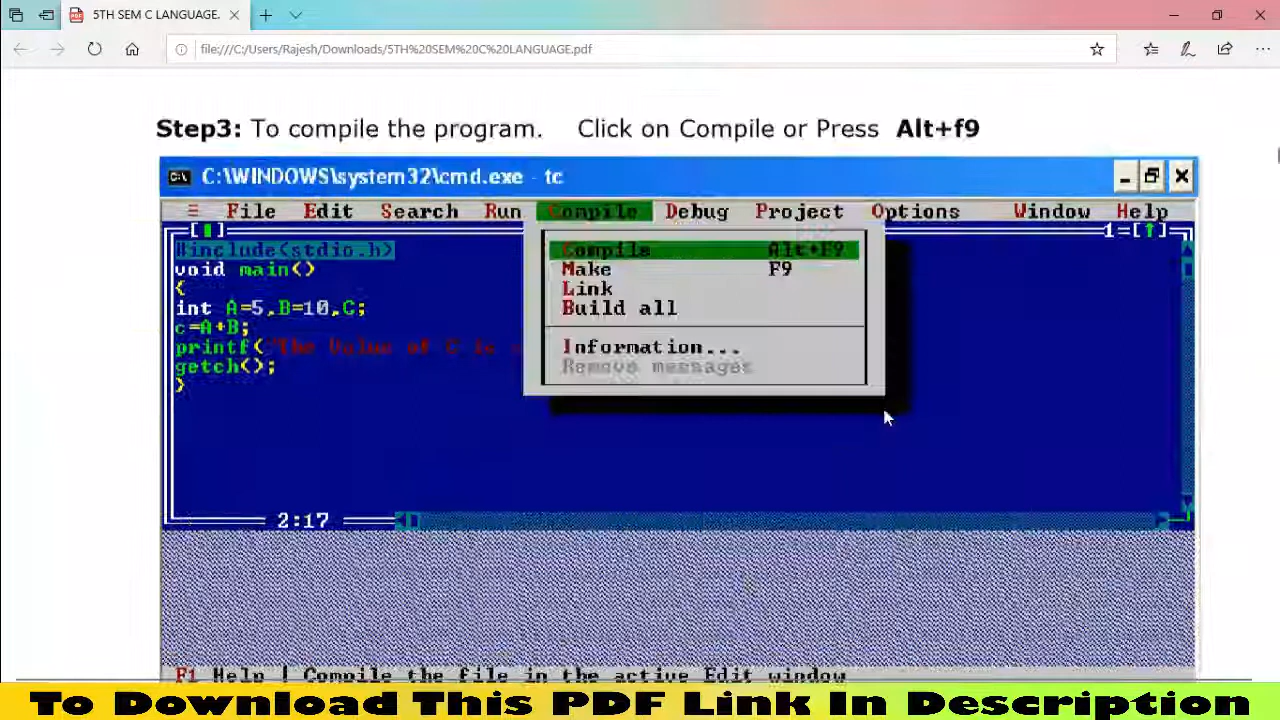 5TH SEM C LANGUAGE.
file:///C:/Users/Rajesh/Downloads/5TH%20SEM%20C%20LANGUAGE.pdf
Step3: To compile the program. Click on Compile or Press Alt+f9
C:\WINDOWS\system32\cmd.exe - tc
File Edit Search Run Compile Debug Project Options Window Help
1=[↑]
#include(stdio.h)
void main()
{
int A=5,B=10,C;
c=A+B;
printf("The Value of C is
getch();
}
Compile Alt+F9
Make F9
Link
Build all
Information...
Remove messages
2:17
F1 Help | Compile the file in the active Edit window
To Download This PDF Link In Description